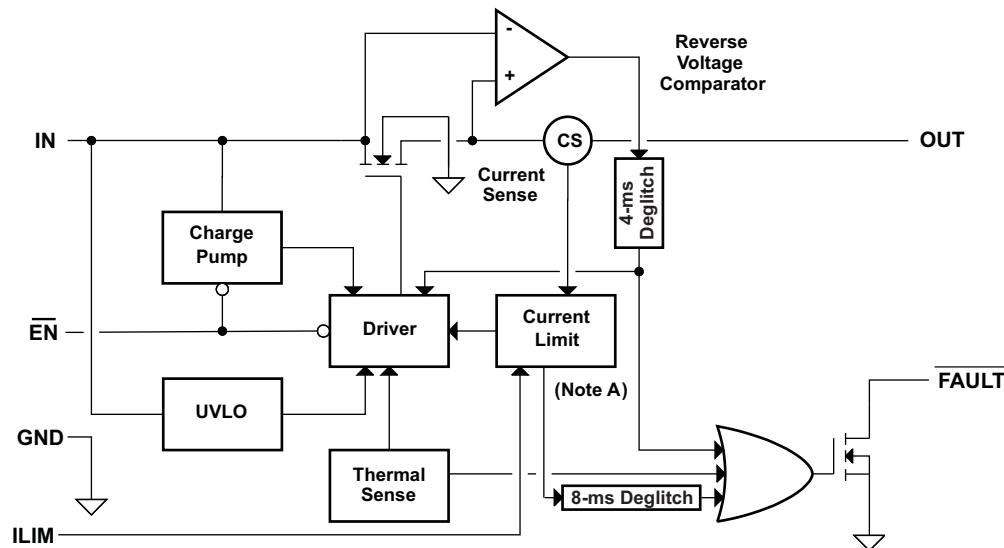 -
+
Reverse
Voltage
Comparator
IN
CS
OUT
Current
Sense
4-ms
Deglitch
Charge
Pump
EN
Driver
Current
Limit
(Note A)
FAULT
UVLO
GND
Thermal
Sense
8-ms Deglitch
ILIM